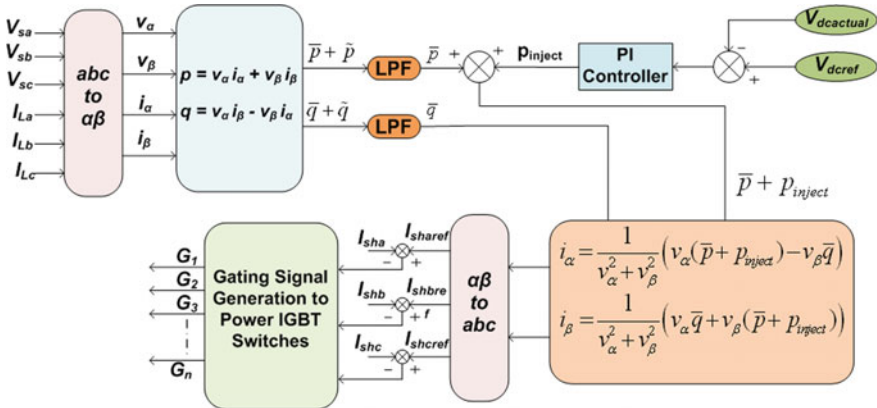 V_sa
V_sb
V_sc
I_La
I_Lb
I_Lc
abc
to
αβ
v_α
v_β
i_α
i_β
p = v_α i_α + v_β i_β
q = v_α i_β - v_β i_α
p̅ + p̃
LPF
p̅
+
+
q̅ + q̃
LPF
q̅
p_inject
PI
Controller
−
+
V_dcactual
V_dcref
p̅ + p_inject
i_α = 1/(v_α² + v_β²) (v_α(p̅ + p_inject) − v_β q̅)
i_β = 1/(v_α² + v_β²) (v_α q̅ + v_β(p̅ + p_inject))
αβ
to
abc
I_sha
I_sharef
−
+
I_shb
I_shbre
f
−
+
I_shc
I_shcref
−
+
Gating Signal
Generation to
Power IGBT
Switches
G_1
G_2
G_3
G_n